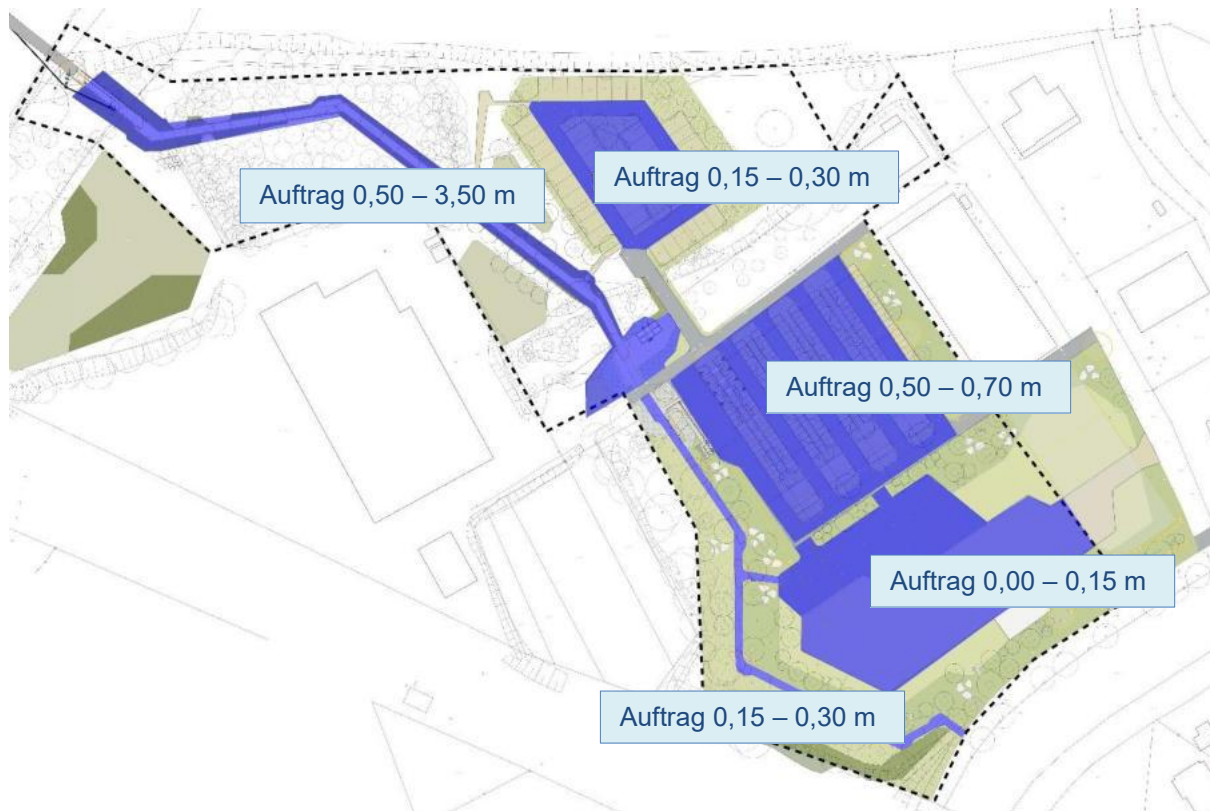 Auftrag 0,15 – 0,30 m
Auftrag 0,50 – 3,50 m
Auftrag 0,50 – 0,70 m
Auftrag 0,00 – 0,15 m
Auftrag 0,15 – 0,30 m